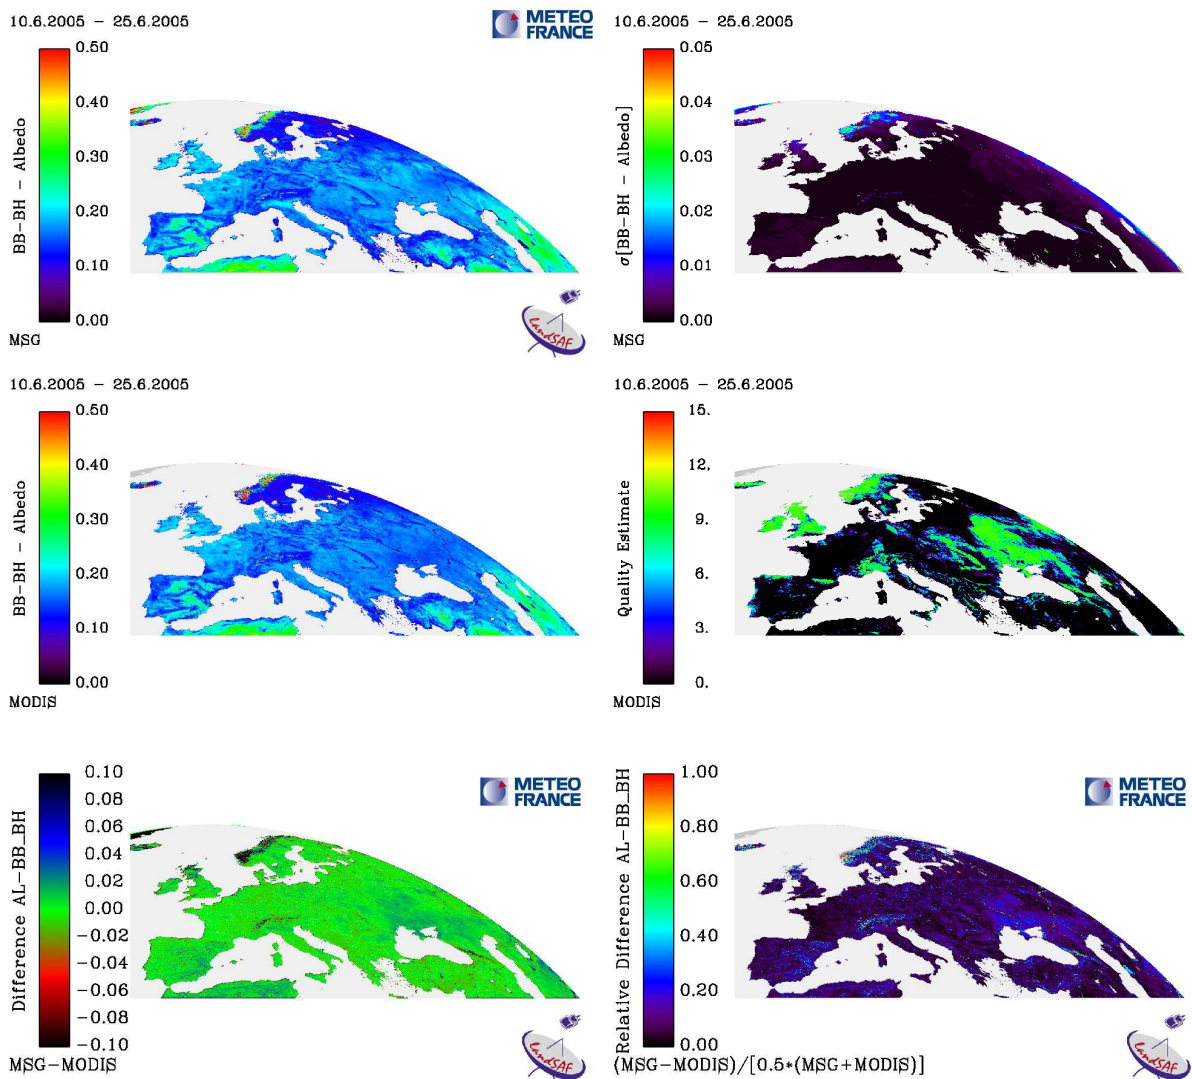 10.6.2005 - 25.6.2005
METEO
FRANCE
BB-BH - Albedo
0.50
0.40
0.30
0.20
0.10
0.00
MSG
LandSAF
10.6.2005 - 25.6.2005
σ[BB-BH - Albedo]
0.05
0.04
0.03
0.02
0.01
0.00
MSG
10.6.2005 - 25.6.2005
BB-BH - Albedo
0.50
0.40
0.30
0.20
0.10
0.00
MODIS
10.6.2005 - 25.6.2005
Quality Estimate
15.
12.
9.
6.
3.
0.
MODIS
Difference AL-BB_BH
0.10
0.08
0.06
0.04
0.02
0.00
-0.02
-0.04
-0.06
-0.08
-0.10
METEO
FRANCE
MSG-MODIS
LandSAF
Relative Difference AL-BB_BH
1.00
0.80
0.60
0.40
0.20
0.00
METEO
FRANCE
(MSG-MODIS)/[0.5*(MSG+MODIS)]
LandSAF